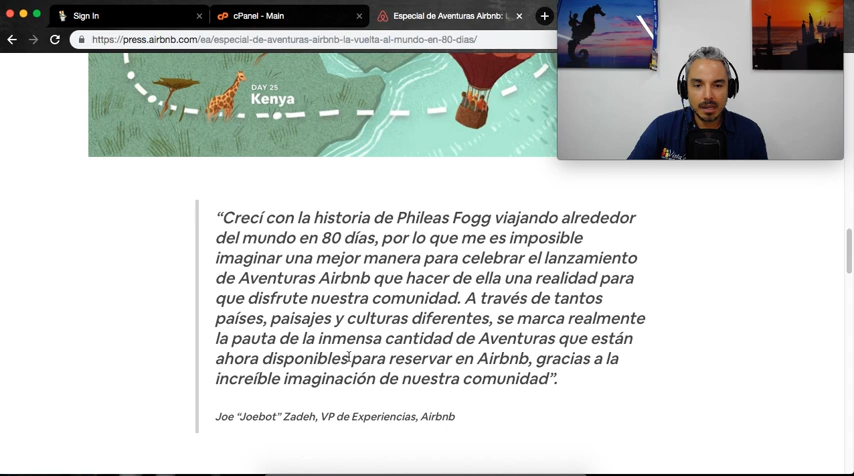 Sign In
cPanel - Main
Especial de Aventuras Airbnb:
https://press.airbnb.com/ea/especial-de-aventuras-airbnb-la-vuelta-al-mundo-en-80-dias/
DAY 25
Kenya
“Crecí con la historia de Phileas Fogg viajando alrededor
del mundo en 80 días, por lo que me es imposible
imaginar una mejor manera para celebrar el lanzamiento
de Aventuras Airbnb que hacer de ella una realidad para
que disfrute nuestra comunidad. A través de tantos
países, paisajes y culturas diferentes, se marca realmente
la pauta de la inmensa cantidad de Aventuras que están
ahora disponibles para reservar en Airbnb, gracias a la
increíble imaginación de nuestra comunidad”.
Joe “Joebot” Zadeh, VP de Experiencias, Airbnb